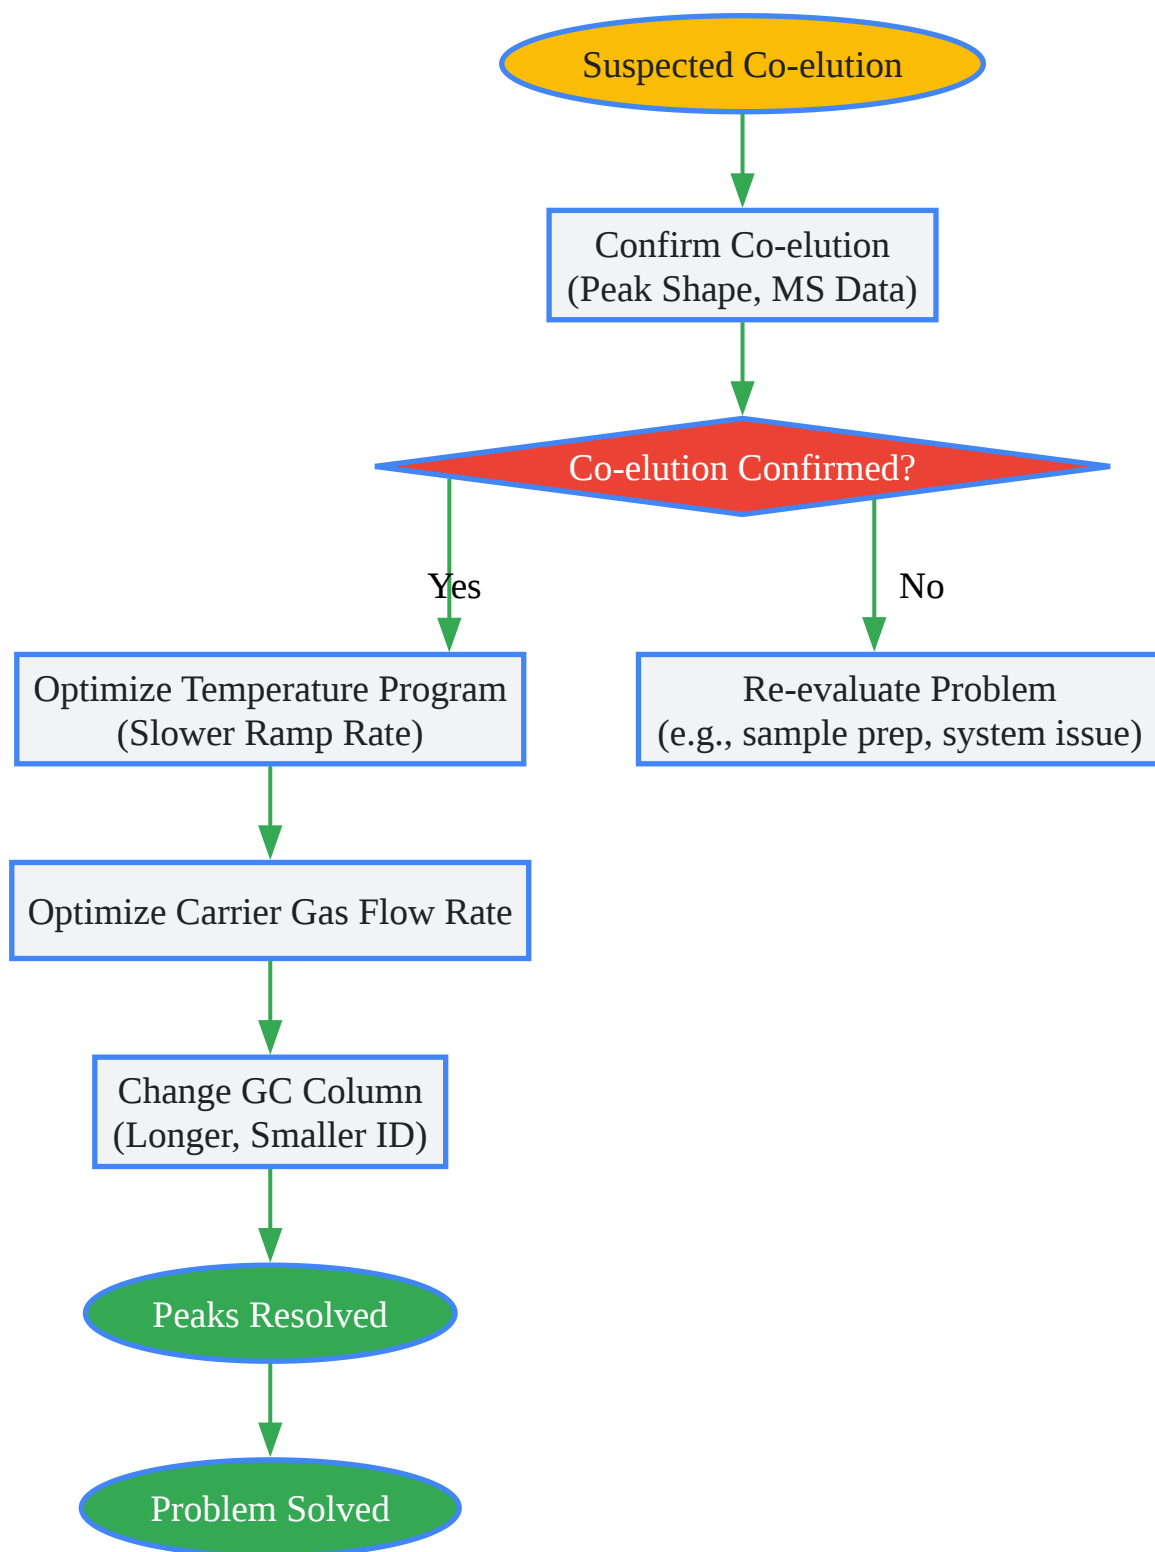 Suspected Co-elution
Confirm Co-elution
(Peak Shape, MS Data)
Co-elution Confirmed?
Yes
No
Optimize Temperature Program
(Slower Ramp Rate)
Re-evaluate Problem
(e.g., sample prep, system issue)
Optimize Carrier Gas Flow Rate
Change GC Column
(Longer, Smaller ID)
Peaks Resolved
Problem Solved